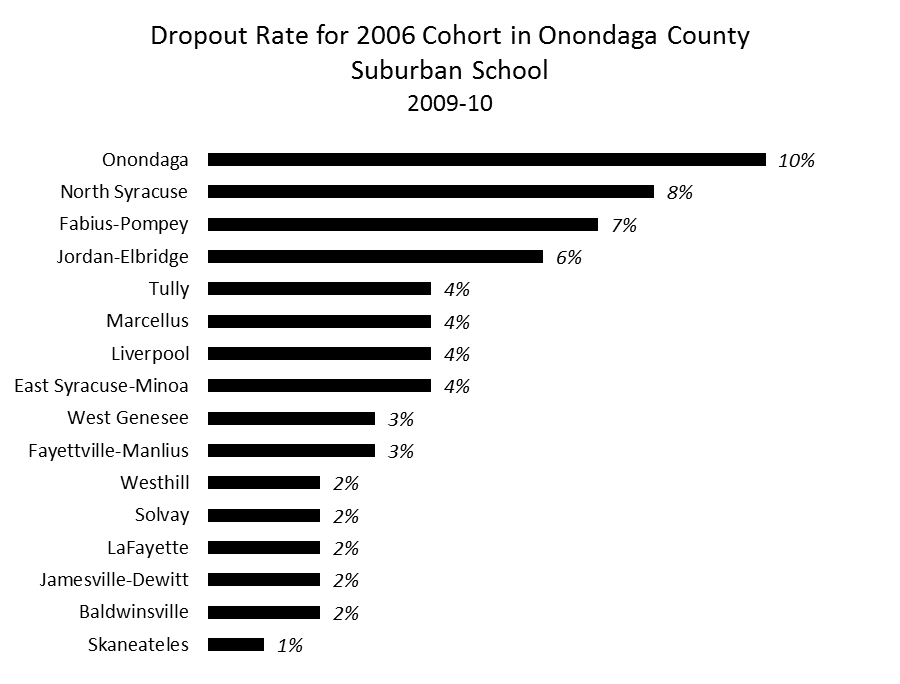 Dropout Rate for 2006 Cohort in Onondaga County
Suburban School
2009-10
Onondaga 10%
North Syracuse 8%
Fabius-Pompey 7%
Jordan-Elbridge 6%
Tully 4%
Marcellus 4%
Liverpool 4%
East Syracuse-Minoa 4%
West Genesee 3%
Fayettville-Manlius 3%
Westhill 2%
Solvay 2%
LaFayette 2%
Jamesville-Dewitt 2%
Baldwinsville 2%
Skaneateles 1%